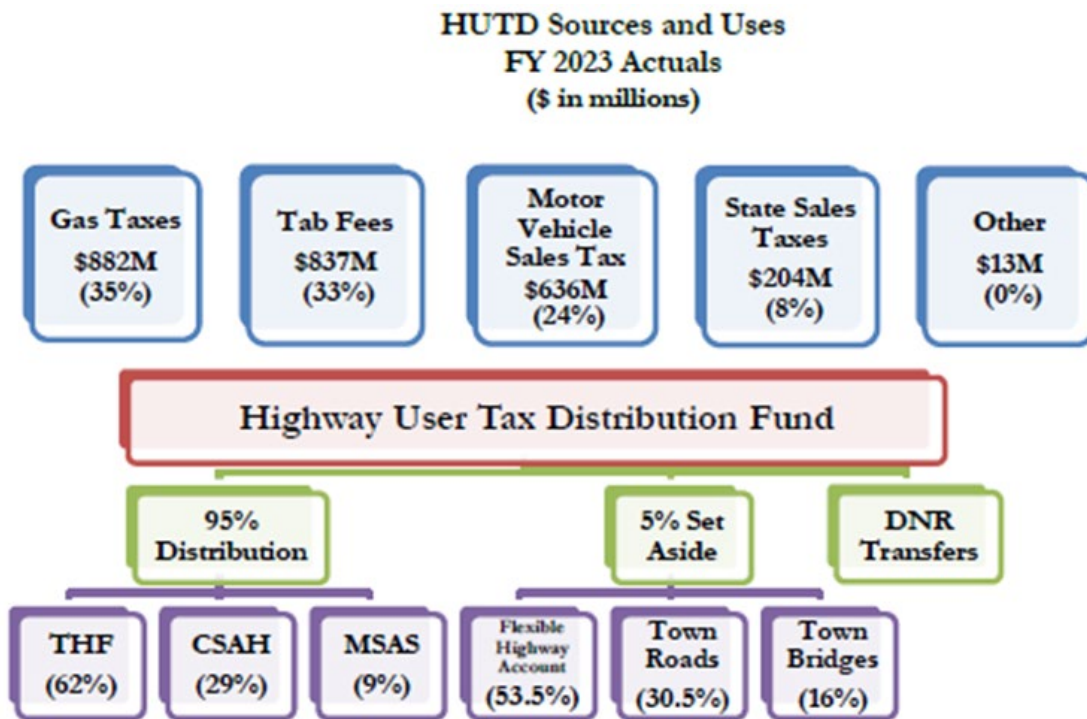 HUTD Sources and Uses
FY 2023 Actuals
($ in millions)
Gas Taxes
$882M
(35%)
Tab Fees
$837M
(33%)
Motor
Vehicle
Sales Tax
$636M
(24%)
State Sales
Taxes
$204M
(8%)
Other
$13M
(0%)
Highway User Tax Distribution Fund
95%
Distribution
5% Set
Aside
DNR
Transfers
THF
(62%)
CSAH
(29%)
MSAS
(9%)
Flexible
Highway
Account
(53.5%)
Town
Roads
(30.5%)
Town
Bridges
(16%)